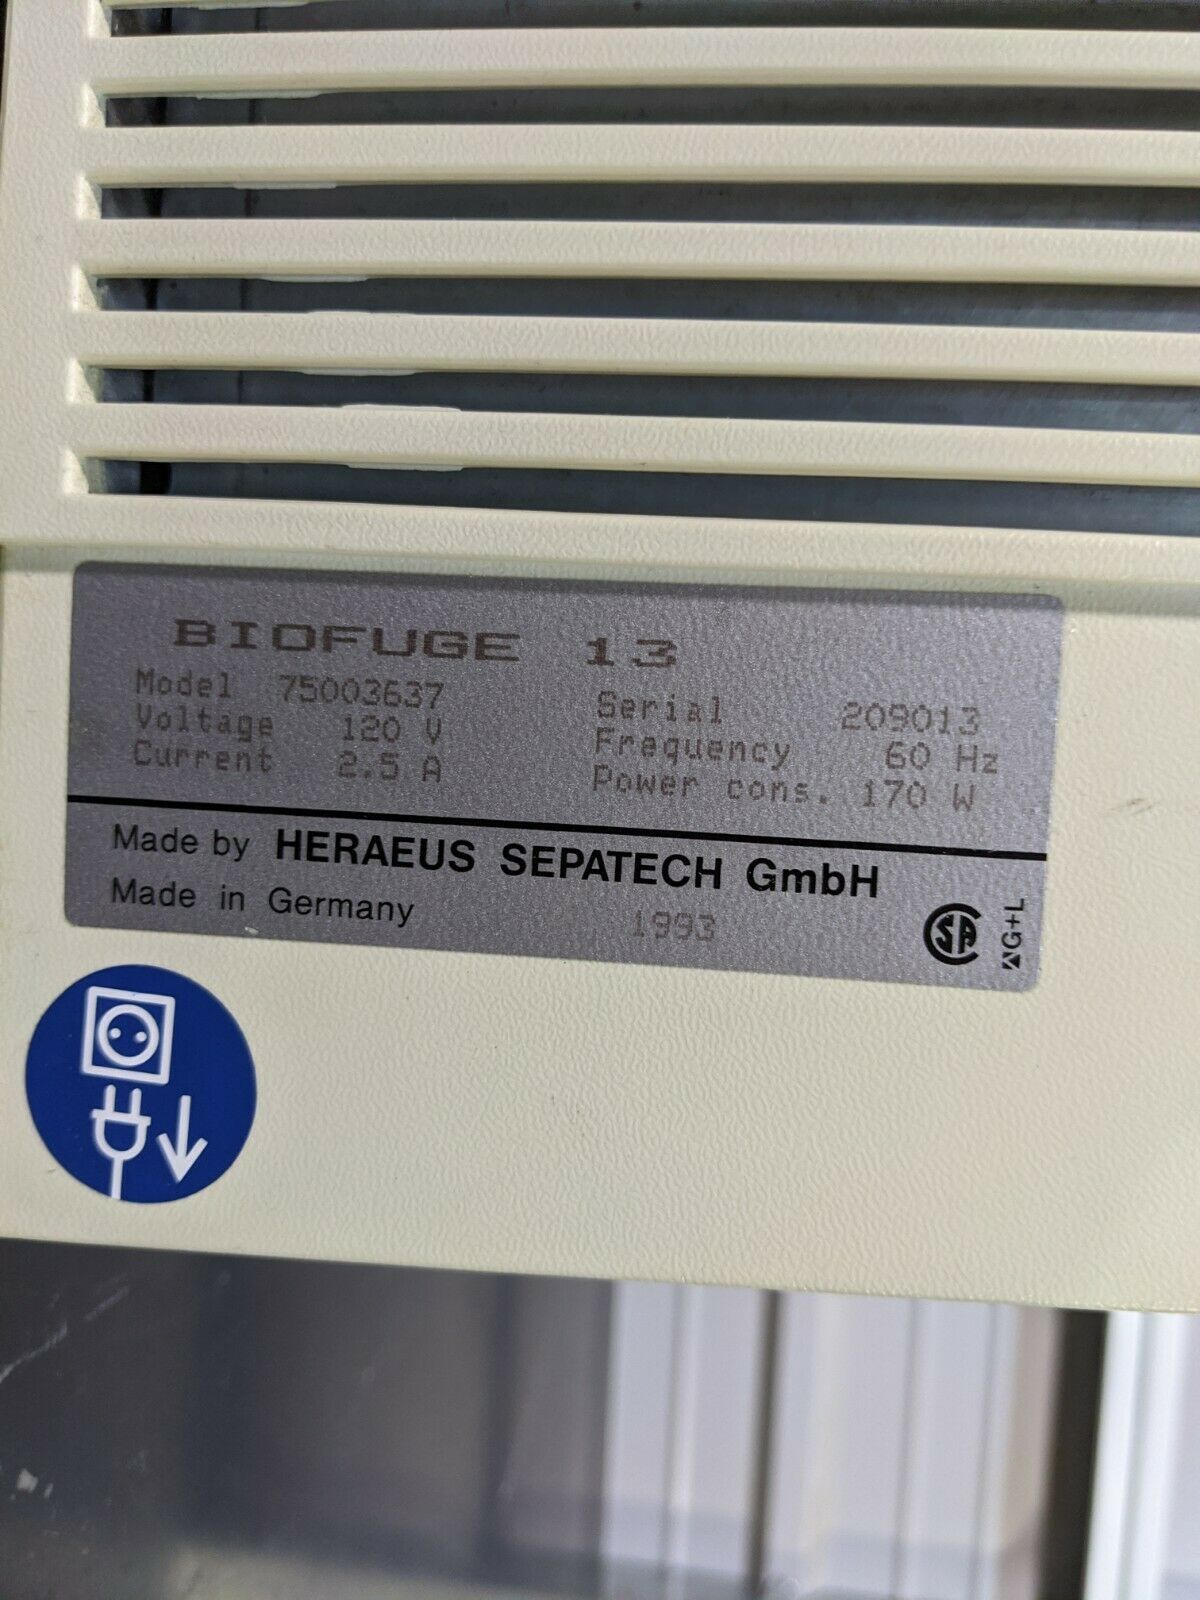 BIOFUGE 13
Model 75003637
Voltage 120 V
Current 2.5 A
Serial 209013
Frequency 60 Hz
Power cons. 170 W
Made by HERAEUS SEPATECH GmbH
Made in Germany 1993
SA
G+L